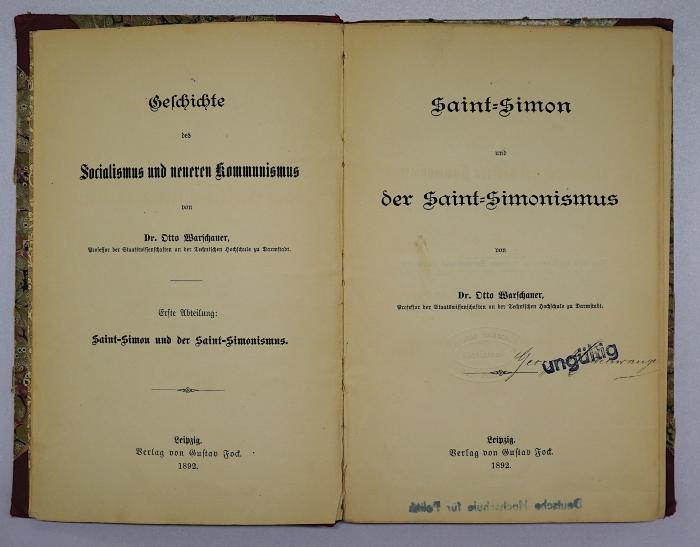 Geschichte
des
Socialismus und neueren Kommunismus
von
Dr. Otto Warschauer,
Professor der Staatswissenschaften an der Technischen Hochschule zu Darmstadt.
Erste Abteilung:
Saint-Simon und der Saint-Simonismus.
Leipzig.
Verlag von Gustav Fock.
1892.
Saint-Simon
und
der Saint-Simonismus
von
Dr. Otto Warschauer,
Professor der Staatswissenschaften an der Technischen Hochschule zu Darmstadt.
ungültig
Leipzig.
Verlag von Gustav Fock.
1892.
Deutsche Hochschule für Politik